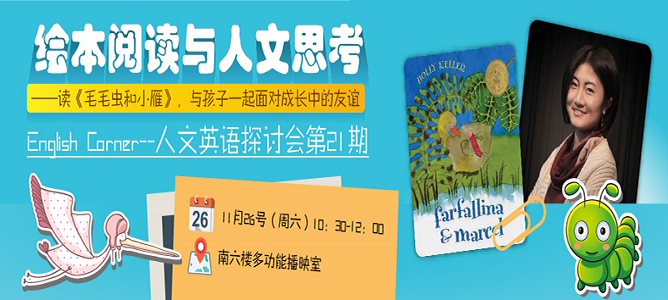 绘本阅读与人文思考
——读《毛毛虫和小雁》，与孩子一起面对成长中的友谊
English Corner--人文英语探讨会第21期
26
11月26号（周六）10：30-12：00
南六楼多功能播映室
HOLLY KELLER
farfallina
& marcel